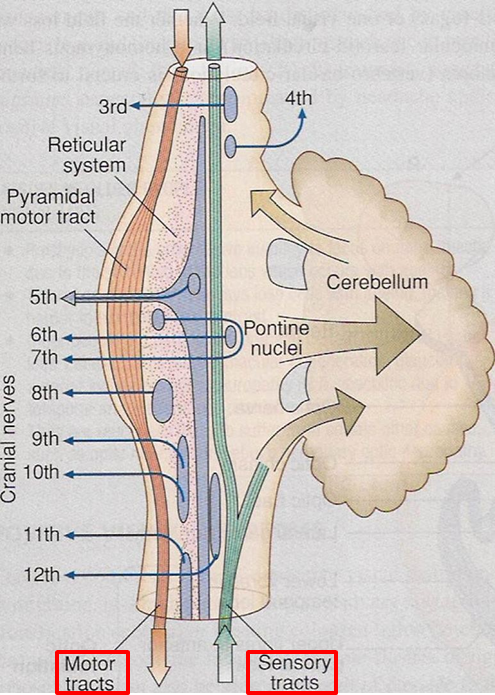 3rd
4th
Reticular
system
Pyramidal
motor tract
Cerebellum
5th
Pontine
nuclei
6th
7th
8th
9th
10th
11th
12th
Cranial nerves
Motor
tracts
Sensory
tracts